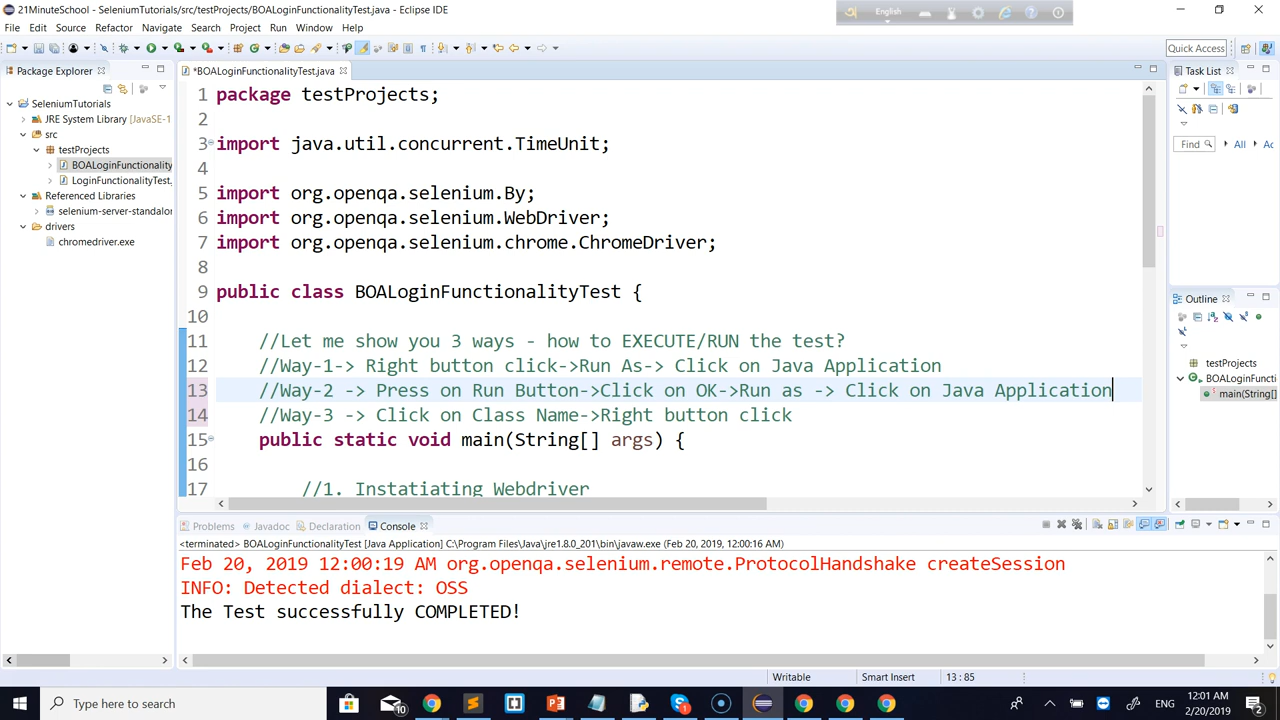 21MinuteSchool - SeleniumTutorials/src/testProjects/BOALoginFunctionalityTest.java - Eclipse IDE
English
File Edit Source Refactor Navigate Search Project Run Window Help
Quick Access
Package Explorer
SeleniumTutorials
JRE System Library [JavaSE-1
src
testProjects
BOALoginFunctionality
LoginFunctionalityTest.
Referenced Libraries
selenium-server-standalon
drivers
chromedriver.exe
*BOALoginFunctionalityTest.java
1 package testProjects;
2
3 import java.util.concurrent.TimeUnit;
4
5 import org.openqa.selenium.By;
6 import org.openqa.selenium.WebDriver;
7 import org.openqa.selenium.chrome.ChromeDriver;
8
9 public class BOALoginFunctionalityTest {
10
11 //Let me show you 3 ways - how to EXECUTE/RUN the test?
12 //Way-1-> Right button click->Run As-> Click on Java Application
13 //Way-2 -> Press on Run Button->Click on OK->Run as -> Click on Java Application
14 //Way-3 -> Click on Class Name->Right button click
15 public static void main(String[] args) {
16
17 //1. Instatiating Webdriver
Task List
Find All Ac
Outline
testProjects
BOALoginFuncti
main(String[]
Problems Javadoc Declaration Console
<terminated> BOALoginFunctionalityTest [Java Application] C:\Program Files\Java\jre1.8.0_201\bin\javaw.exe (Feb 20, 2019, 12:00:16 AM)
Feb 20, 2019 12:00:19 AM org.openqa.selenium.remote.ProtocolHandshake createSession
INFO: Detected dialect: OSS
The Test successfully COMPLETED!
Writable Smart Insert 13 : 85
Type here to search
10
ENG
12:01 AM
2/20/2019
2